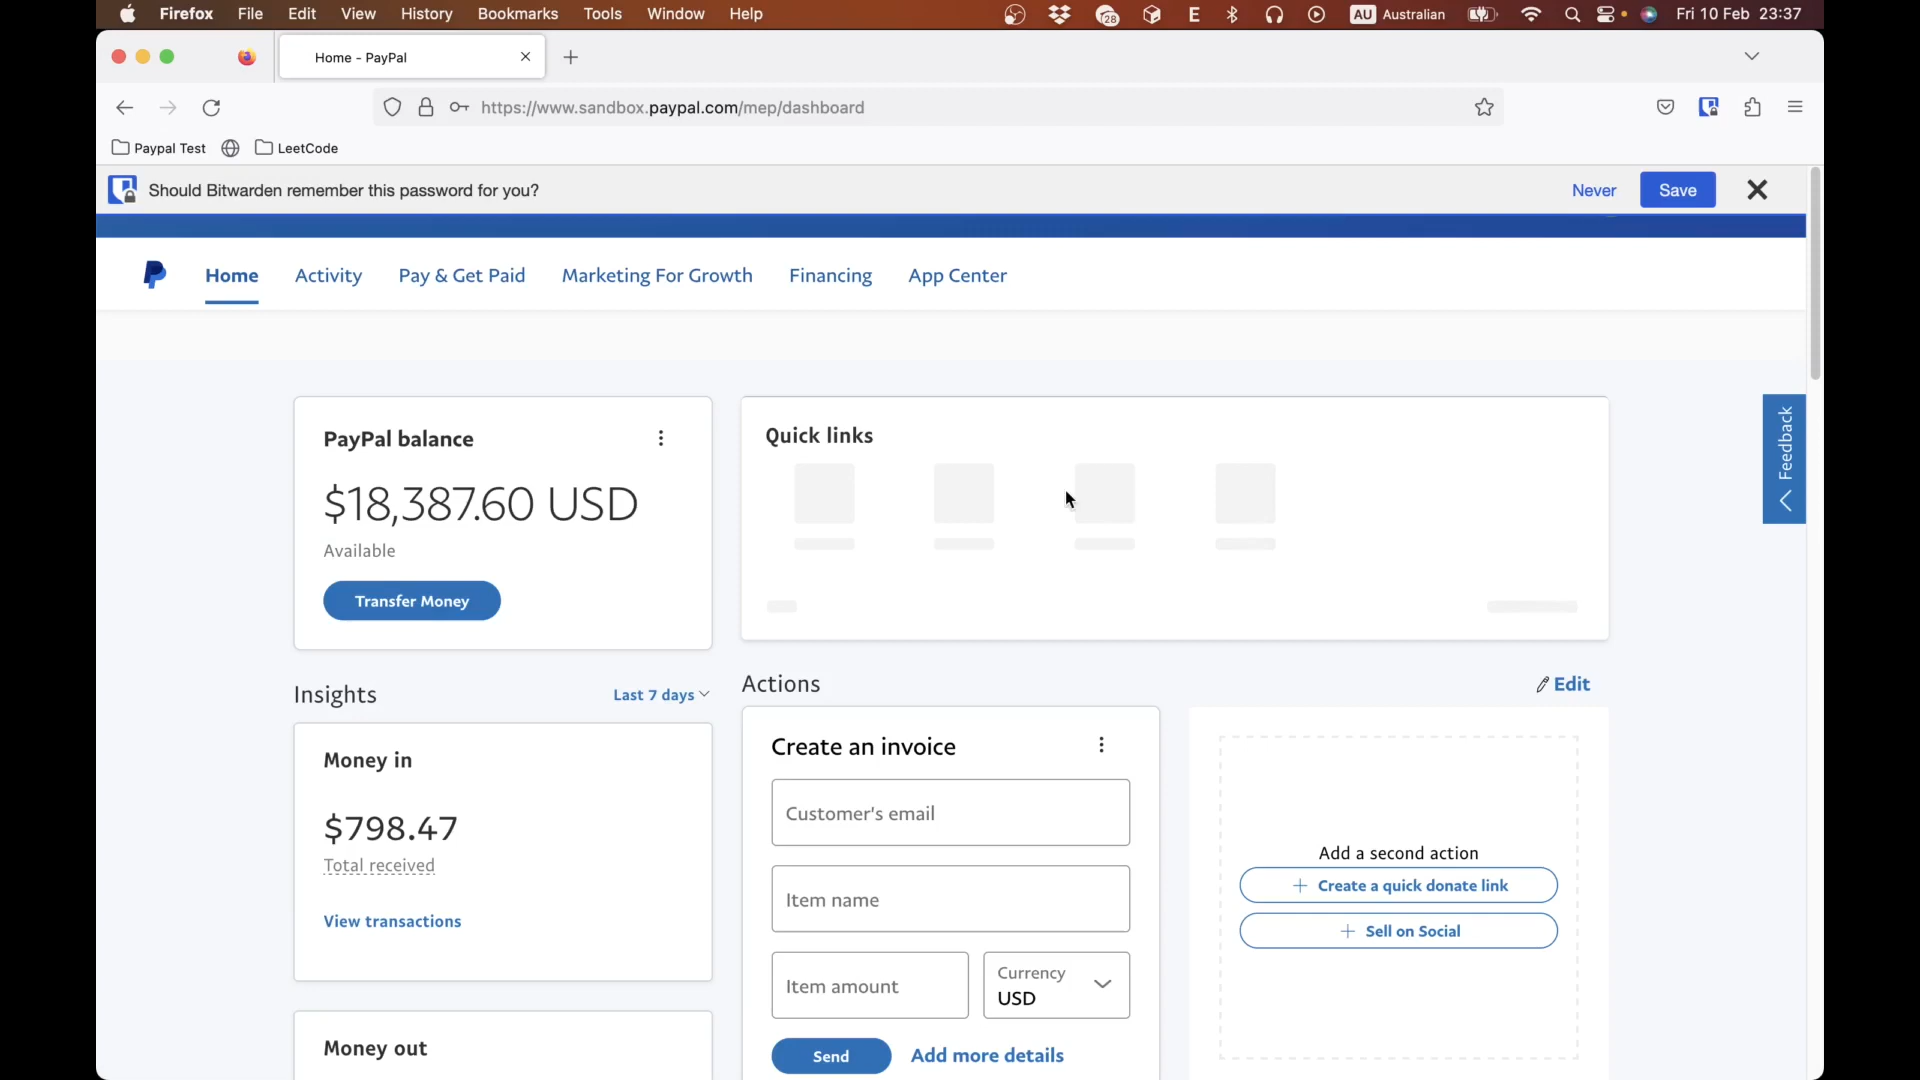 Firefox File Edit View History Bookmarks Tools Window Help 28 E AU Australian Fri 10 Feb 23:37
Home - PayPal
https://www.sandbox.paypal.com/mep/dashboard
Paypal Test LeetCode
Should Bitwarden remember this password for you? Never Save
Home Activity Pay & Get Paid Marketing For Growth Financing App Center
PayPal balance
$18,387.60 USD
Available
Transfer Money
Quick links
Feedback
Insights Last 7 days
Money in
$798.47
Total received
View transactions
Money out
Actions Edit
Create an invoice
Customer's email
Item name
Item amount
Currency
USD
Send Add more details
Add a second action
Create a quick donate link
Sell on Social